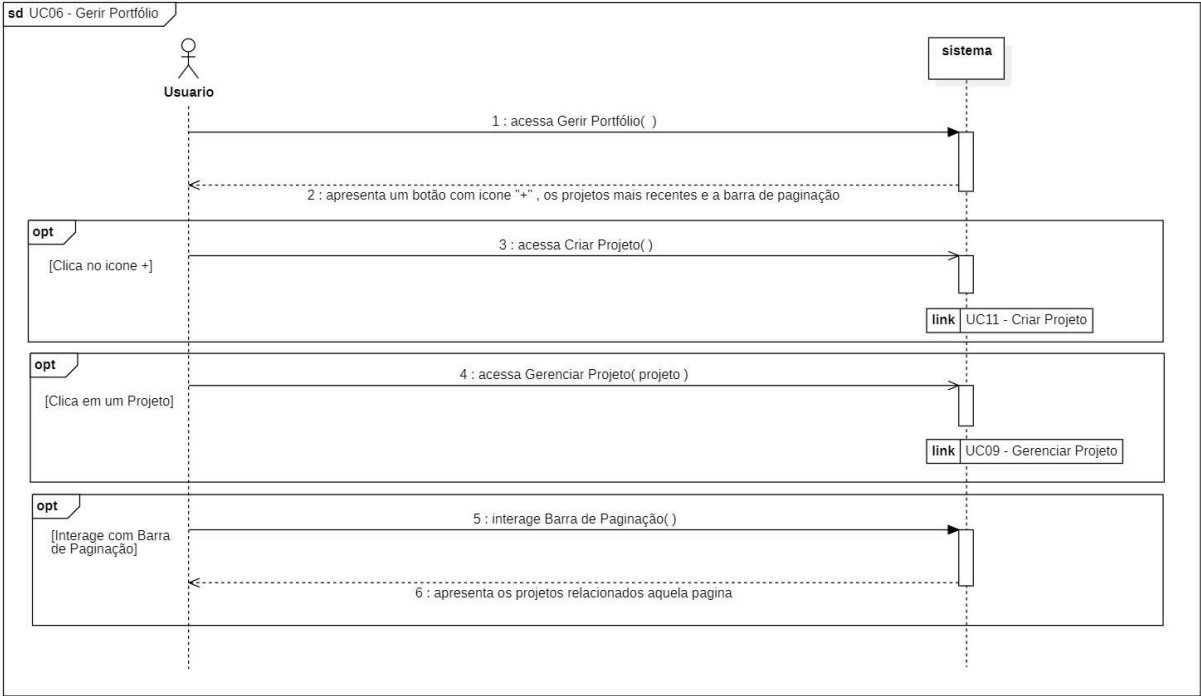 sd UC06 - Gerir Portfólio
Usuario
sistema
1 : acessa Gerir Portfólio( )
2 : apresenta um botão com icone "+" , os projetos mais recentes e a barra de paginação
opt
3 : acessa Criar Projeto( )
[Clica no icone +]
link UC11 - Criar Projeto
opt
4 : acessa Gerenciar Projeto( projeto )
[Clica em um Projeto]
link UC09 - Gerenciar Projeto
opt
5 : interage Barra de Paginação( )
[Interage com Barra
de Paginação]
6 : apresenta os projetos relacionados aquela pagina